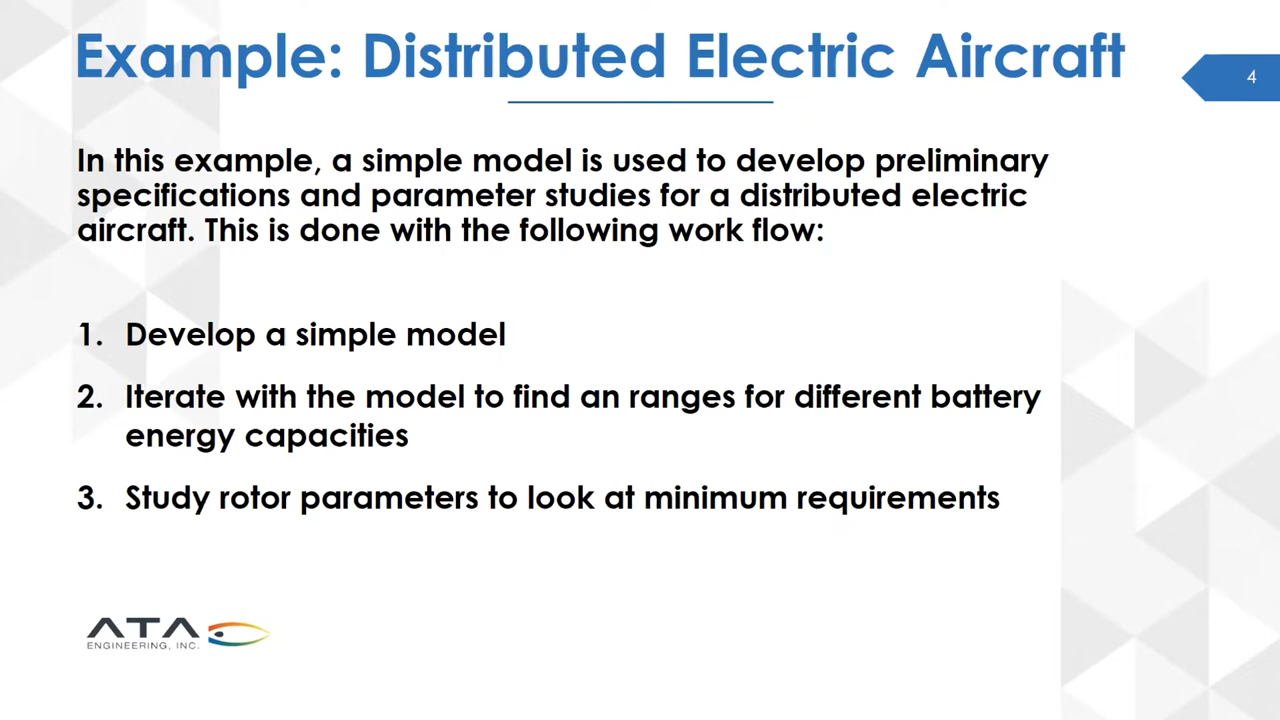 Example: Distributed Electric Aircraft
4
In this example, a simple model is used to develop preliminary
specifications and parameter studies for a distributed electric
aircraft. This is done with the following work flow:
1. Develop a simple model
2. Iterate with the model to find an ranges for different battery
energy capacities
3. Study rotor parameters to look at minimum requirements
ATA
ENGINEERING, INC.